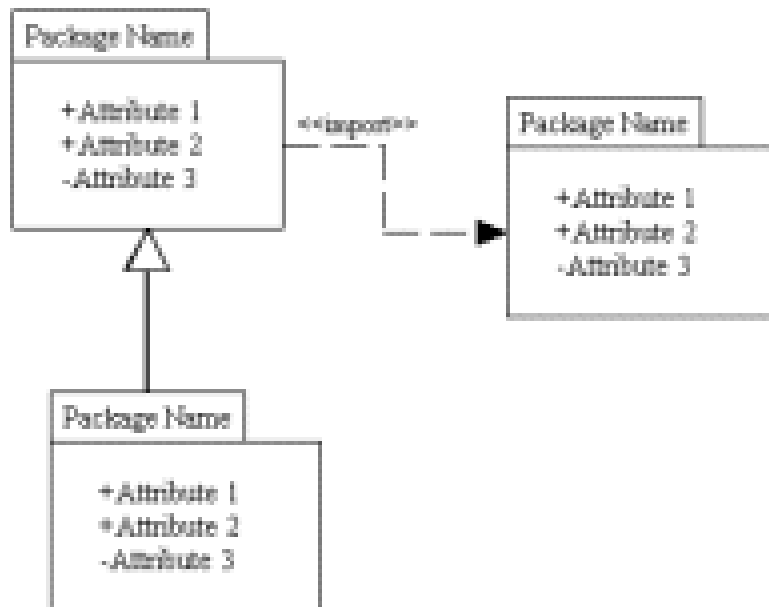 Package Name
+Attribute 1
+Attribute 2
-Attribute 3
<<import>>
Package Name
+Attribute 1
+Attribute 2
-Attribute 3
Package Name
+Attribute 1
+Attribute 2
-Attribute 3